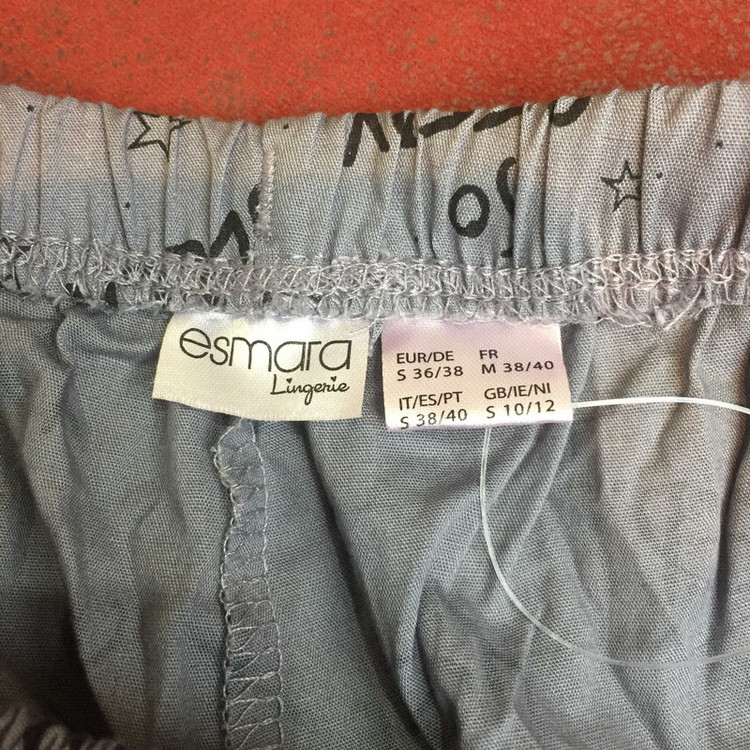 esmara
Lingerie
EUR/DE FR
S 36/38 M 38/40
IT/ES/PT GB/IE/NI
S 38/40 S 10/12